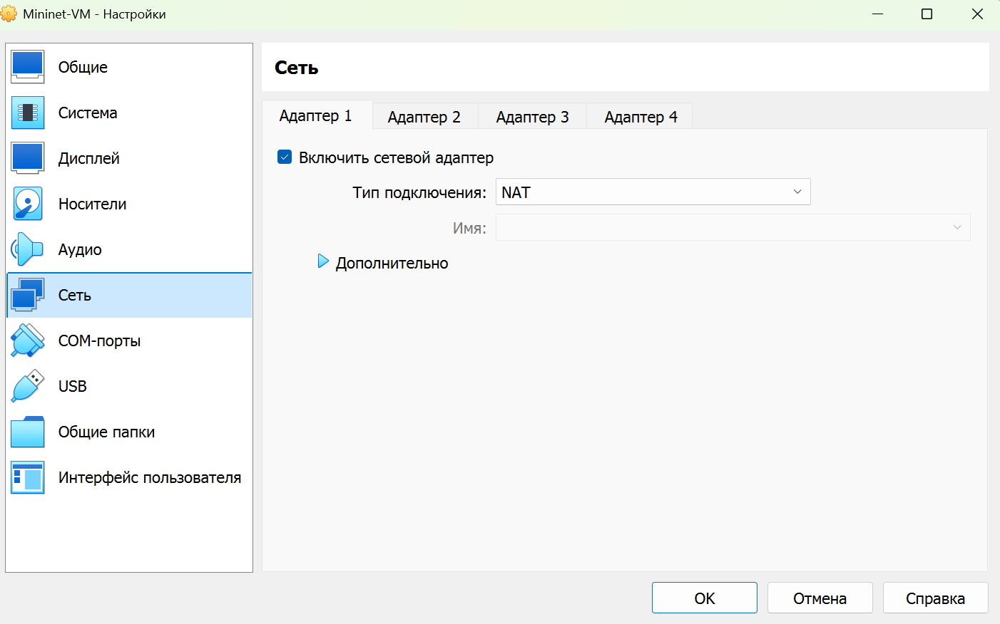 Mininet-VM - Настройки
Общие
Система
Дисплей
Носители
Аудио
Сеть
COM-порты
USB
Общие папки
Интерфейс пользователя
Сеть
Адаптер 1
Адаптер 2
Адаптер 3
Адаптер 4
Включить сетевой адаптер
Тип подключения: NAT
Имя:
Дополнительно
OK
Отмена
Справка